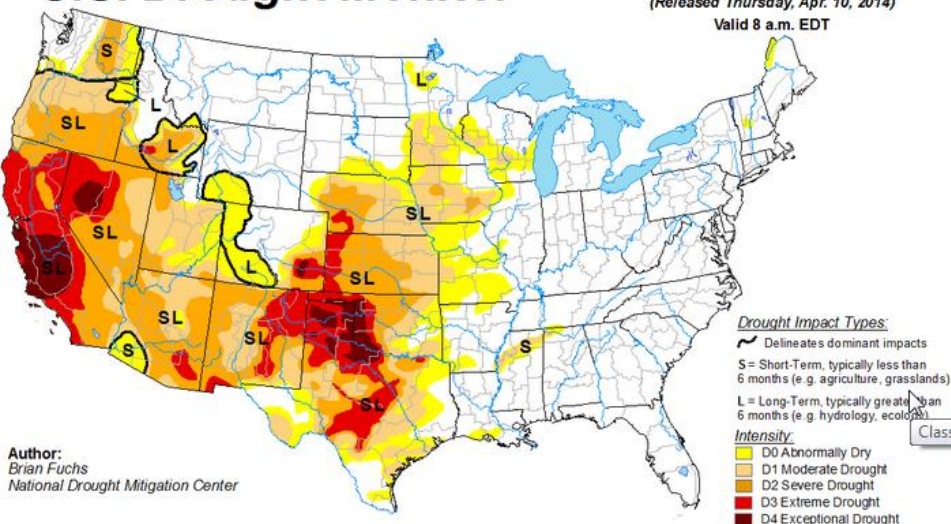 (Released Thursday, Apr. 10, 2014)
Valid 8 a.m. EDT
S
L
L
SL
L
SL
SL
SL
SL
L
SL
SL
S
S
SL
Drought Impact Types:
Delineates dominant impacts
S = Short-Term, typically less than
6 months (e.g. agriculture, grasslands)
L = Long-Term, typically greater than
6 months (e.g. hydrology, ecology)
Intensity:
D0 Abnormally Dry
D1 Moderate Drought
D2 Severe Drought
D3 Extreme Drought
D4 Exceptional Drought
Author:
Brian Fuchs
National Drought Mitigation Center